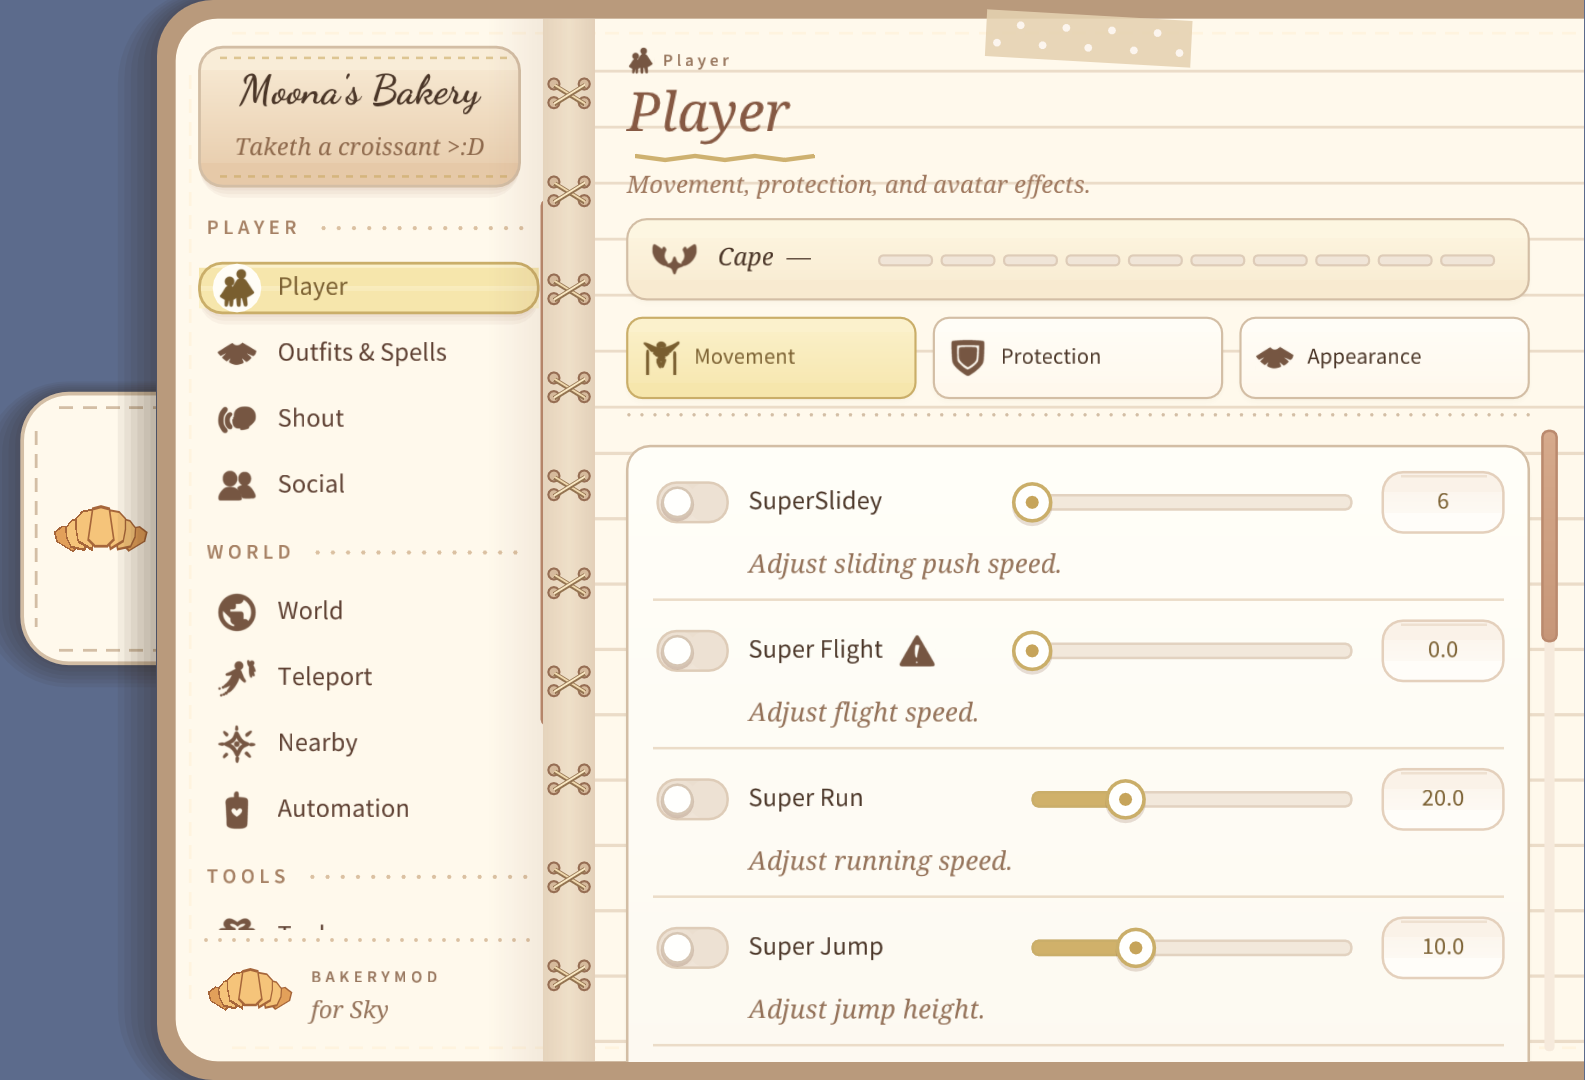 Moona's Bakery
Taketh a croissant >:D
PLAYER
Player
Outfits & Spells
Shout
Social
WORLD
World
Teleport
Nearby
Automation
TOOLS
BAKERYMOD
for Sky
Player
Player
Movement, protection, and avatar effects.
Cape —
Movement
Protection
Appearance
SuperSlidey
6
Adjust sliding push speed.
Super Flight
0.0
Adjust flight speed.
Super Run
20.0
Adjust running speed.
Super Jump
10.0
Adjust jump height.